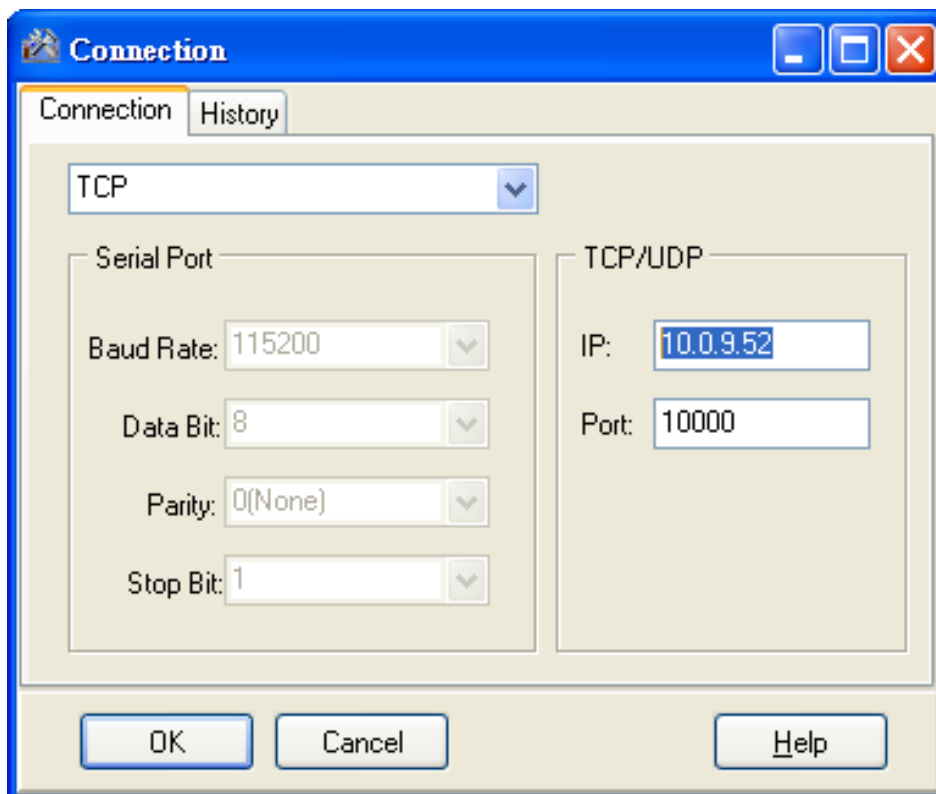 Connection
Connection History
TCP
Serial Port
Baud Rate: 115200
Data Bit: 8
Parity: 0(None)
Stop Bit: 1
TCP/UDP
IP: 10.0.9.52
Port: 10000
OK Cancel Help